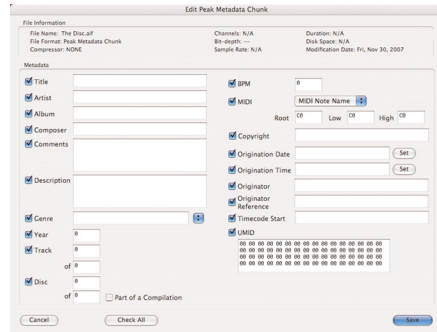 Edit Peak Metadata Chunk
File Information
File Name: The Disc.aif
File Format: Peak Metadata Chunk
Compressor: NONE
Channels: N/A
Bit-depth: ---
Sample Rate: N/A
Duration: N/A
Disk Space: N/A
Modification Date: Fri, Nov 30, 2007
Metadata
Title
Artist
Album
Composer
Comments
Description
Genre
Year 0
Track 0
of 0
Disc 0
of 0 Part of a Compilation
BPM 0
MIDI MIDI Note Name
Root C0 Low C0 High C0
Copyright
Origination Date Set
Origination Time Set
Originator
Originator
Reference
Timecode Start
UMID
00 00 00 00 00 00 00 00 00 00 00 00 00 00 00 00
00 00 00 00 00 00 00 00 00 00 00 00 00 00 00 00
00 00 00 00 00 00 00 00 00 00 00 00 00 00 00 00
00 00 00 00 00 00 00 00 00 00 00 00 00 00 00 00
Cancel Check All Save